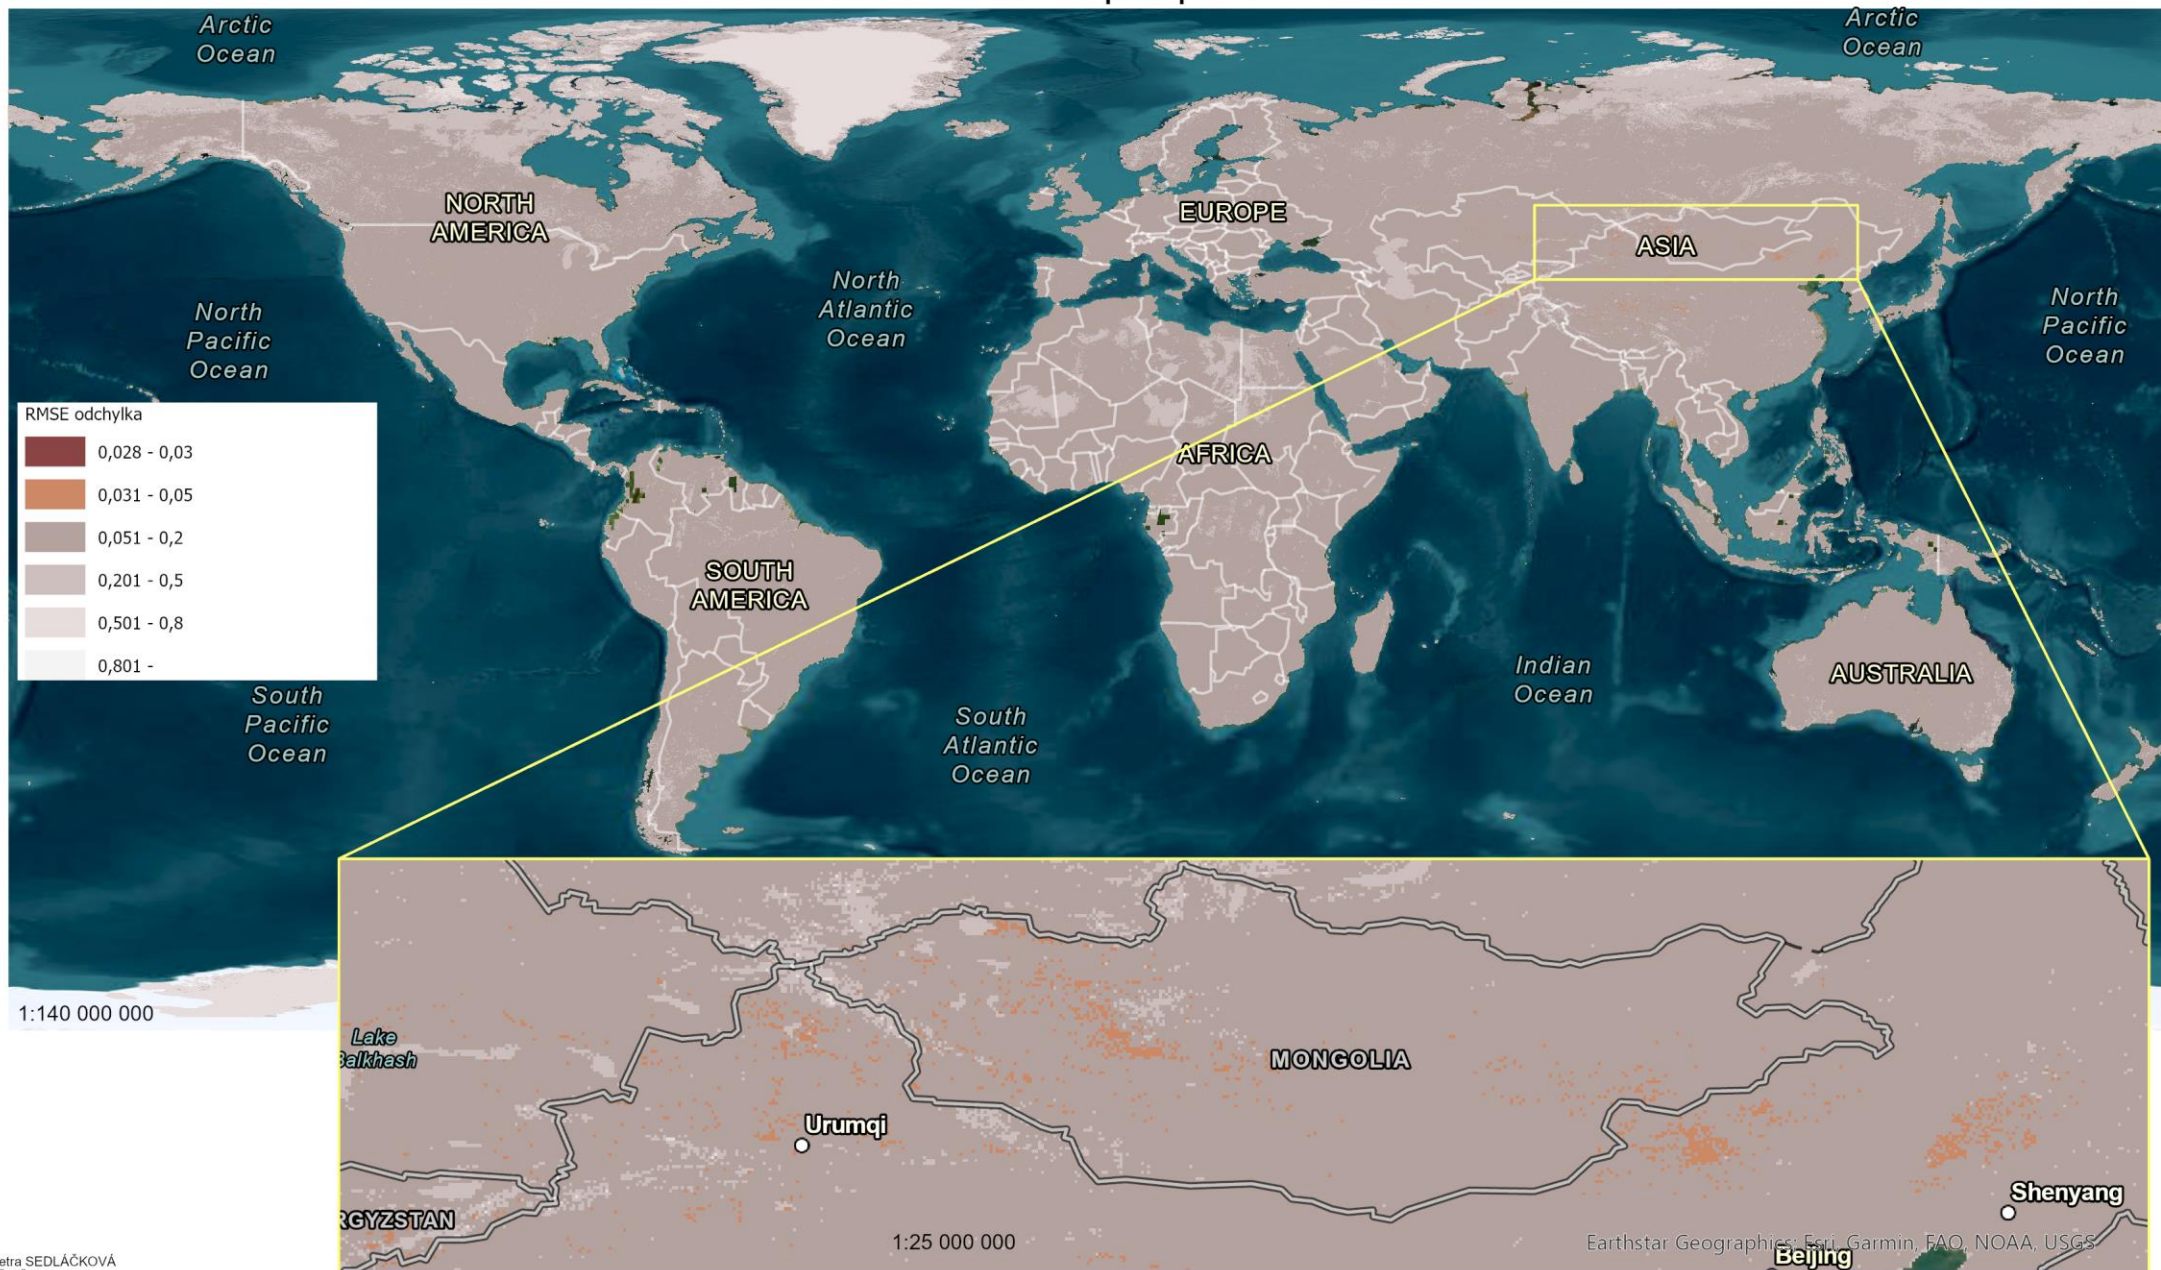 Arctic
Ocean
Arctic
Ocean
NORTH
AMERICA
EUROPE
ASIA
North
Atlantic
Ocean
North
Pacific
Ocean
North
Pacific
Ocean
RMSE odchylka
0,028 - 0,03
0,031 - 0,05
0,051 - 0,2
0,201 - 0,5
0,501 - 0,8
0,801 -
AFRICA
SOUTH
AMERICA
Indian
Ocean
AUSTRALIA
South
Pacific
Ocean
South
Atlantic
Ocean
1:140 000 000
Lake
Balkhash
MONGOLIA
Urumqi
Shenyang
RGYZSTAN
1:25 000 000
Earthstar Geographics; Esri, Garmin, FAO, NOAA, USGS
Beijing
etra SEDLÁČKOVÁ